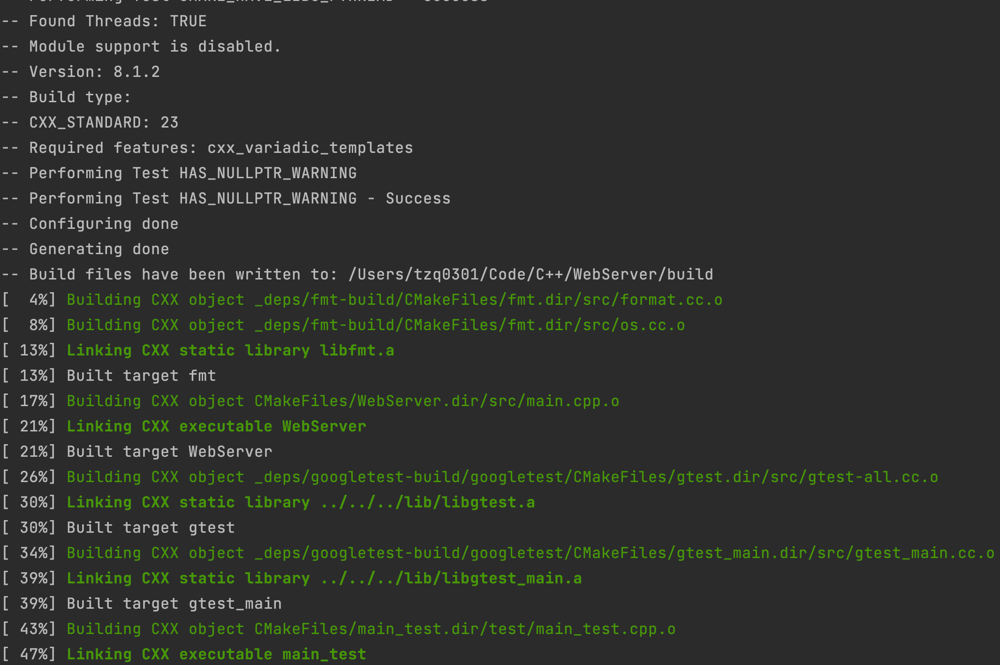 -- Found Threads: TRUE
-- Module support is disabled.
-- Version: 8.1.2
-- Build type:
-- CXX_STANDARD: 23
-- Required features: cxx_variadic_templates
-- Performing Test HAS_NULLPTR_WARNING
-- Performing Test HAS_NULLPTR_WARNING - Success
-- Configuring done
-- Generating done
-- Build files have been written to: /Users/tzq0301/Code/C++/WebServer/build
[  4%] Building CXX object _deps/fmt-build/CMakeFiles/fmt.dir/src/format.cc.o
[  8%] Building CXX object _deps/fmt-build/CMakeFiles/fmt.dir/src/os.cc.o
[ 13%] Linking CXX static library libfmt.a
[ 13%] Built target fmt
[ 17%] Building CXX object CMakeFiles/WebServer.dir/src/main.cpp.o
[ 21%] Linking CXX executable WebServer
[ 21%] Built target WebServer
[ 26%] Building CXX object _deps/googletest-build/googletest/CMakeFiles/gtest.dir/src/gtest-all.cc.o
[ 30%] Linking CXX static library ../../../lib/libgtest.a
[ 30%] Built target gtest
[ 34%] Building CXX object _deps/googletest-build/googletest/CMakeFiles/gtest_main.dir/src/gtest_main.cc.o
[ 39%] Linking CXX static library ../../../lib/libgtest_main.a
[ 39%] Built target gtest_main
[ 43%] Building CXX object CMakeFiles/main_test.dir/test/main_test.cpp.o
[ 47%] Linking CXX executable main_test